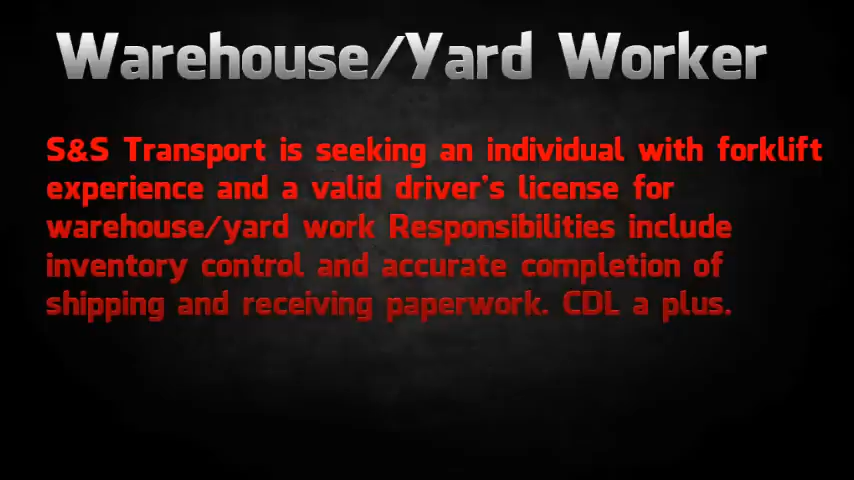 Warehouse/Yard Worker
S&S Transport is seeking an individual with forklift
experience and a valid driver's license for
warehouse/yard work Responsibilities include
inventory control and accurate completion of
shipping and receiving paperwork. CDL a plus.